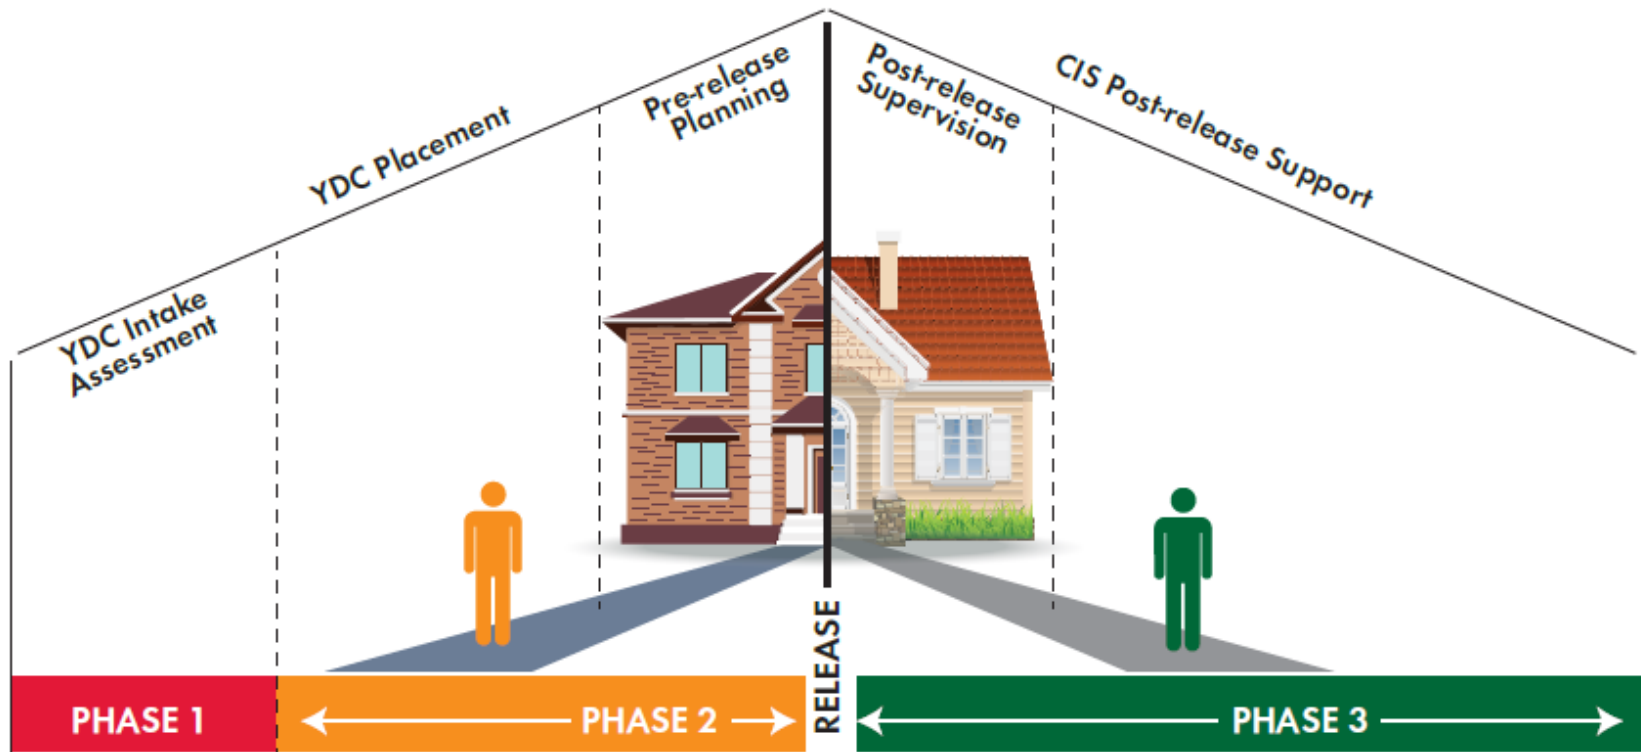 YDC Intake
Assessment
YDC Placement
Pre-release
Planning
Post-release
Supervision
CIS Post-release Support
PHASE 1
PHASE 2
RELEASE
PHASE 3